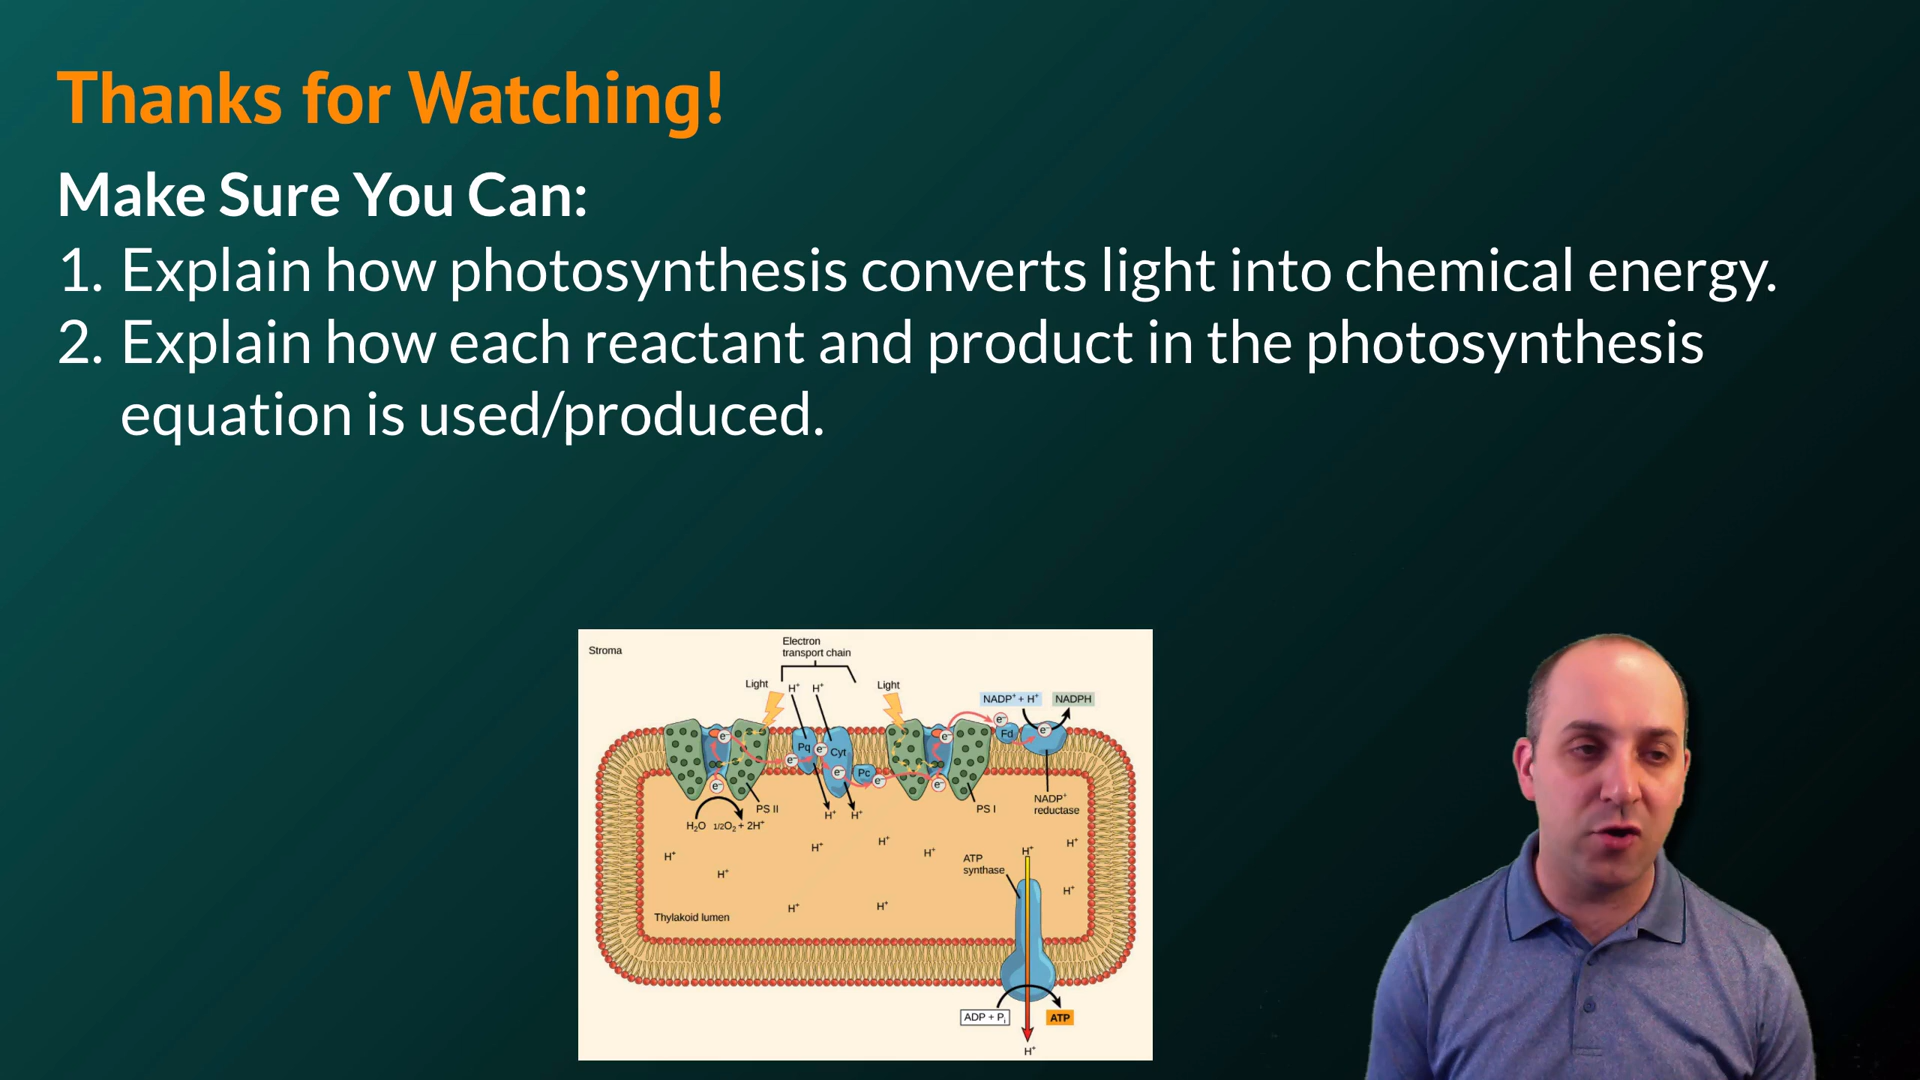 Thanks for Watching!
Make Sure You Can:
1. Explain how photosynthesis converts light into chemical energy.
2. Explain how each reactant and product in the photosynthesis
equation is used/produced.
Stroma
Electron
transport chain
Light
H⁺ H⁺
Light
NADP⁺ + H⁺
NADPH
e⁻
e⁻
Pq
e⁻
Cyt
e⁻
e⁻
Fd
e⁻
e⁻
e⁻
Pc
e⁻
e⁻
e⁻
PS II
H⁺ H⁺
PS I
NADP⁺
reductase
H₂O 1/2O₂ + 2H⁺
H⁺
H⁺
H⁺
H⁺
H⁺
H⁺
ATP
synthase
H⁺
H⁺
H⁺
H⁺
H⁺
Thylakoid lumen
ADP + Pᵢ
ATP
H⁺